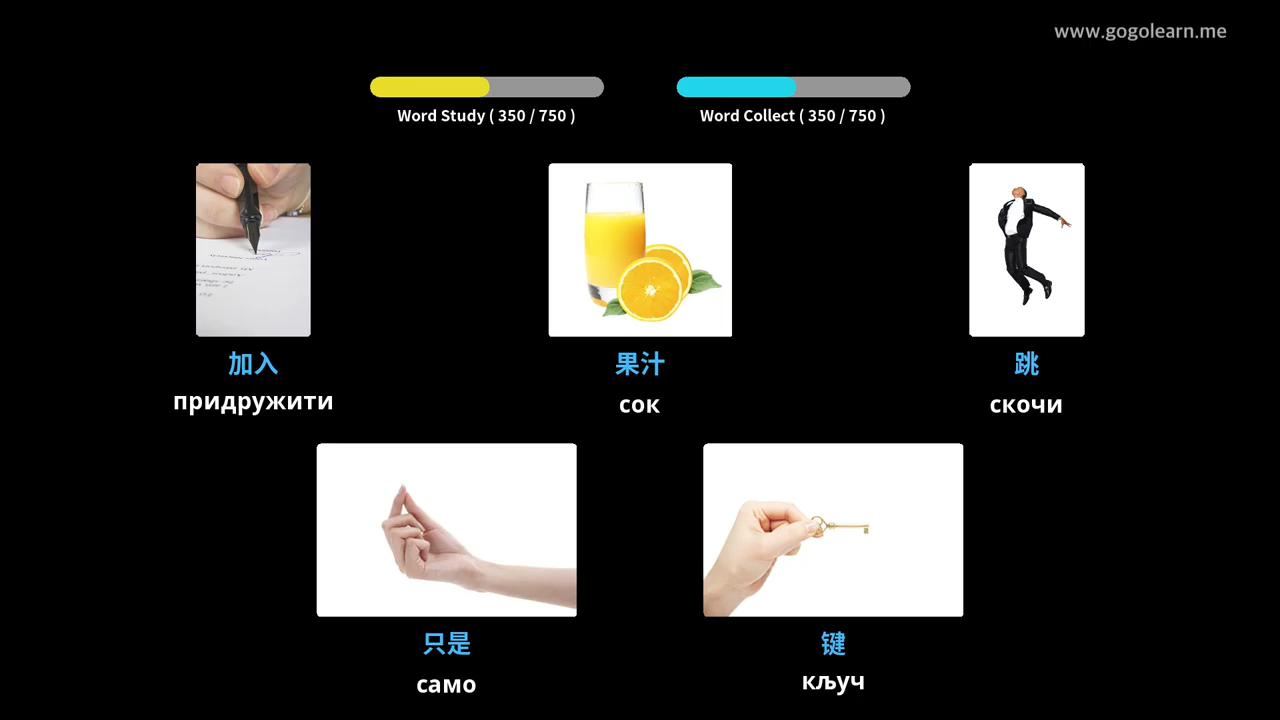 www.gogolearn.me
Word Study ( 350 / 750 )
Word Collect ( 350 / 750 )
加入
果汁
跳
придружити
сок
скочи
只是
键
само
кључ